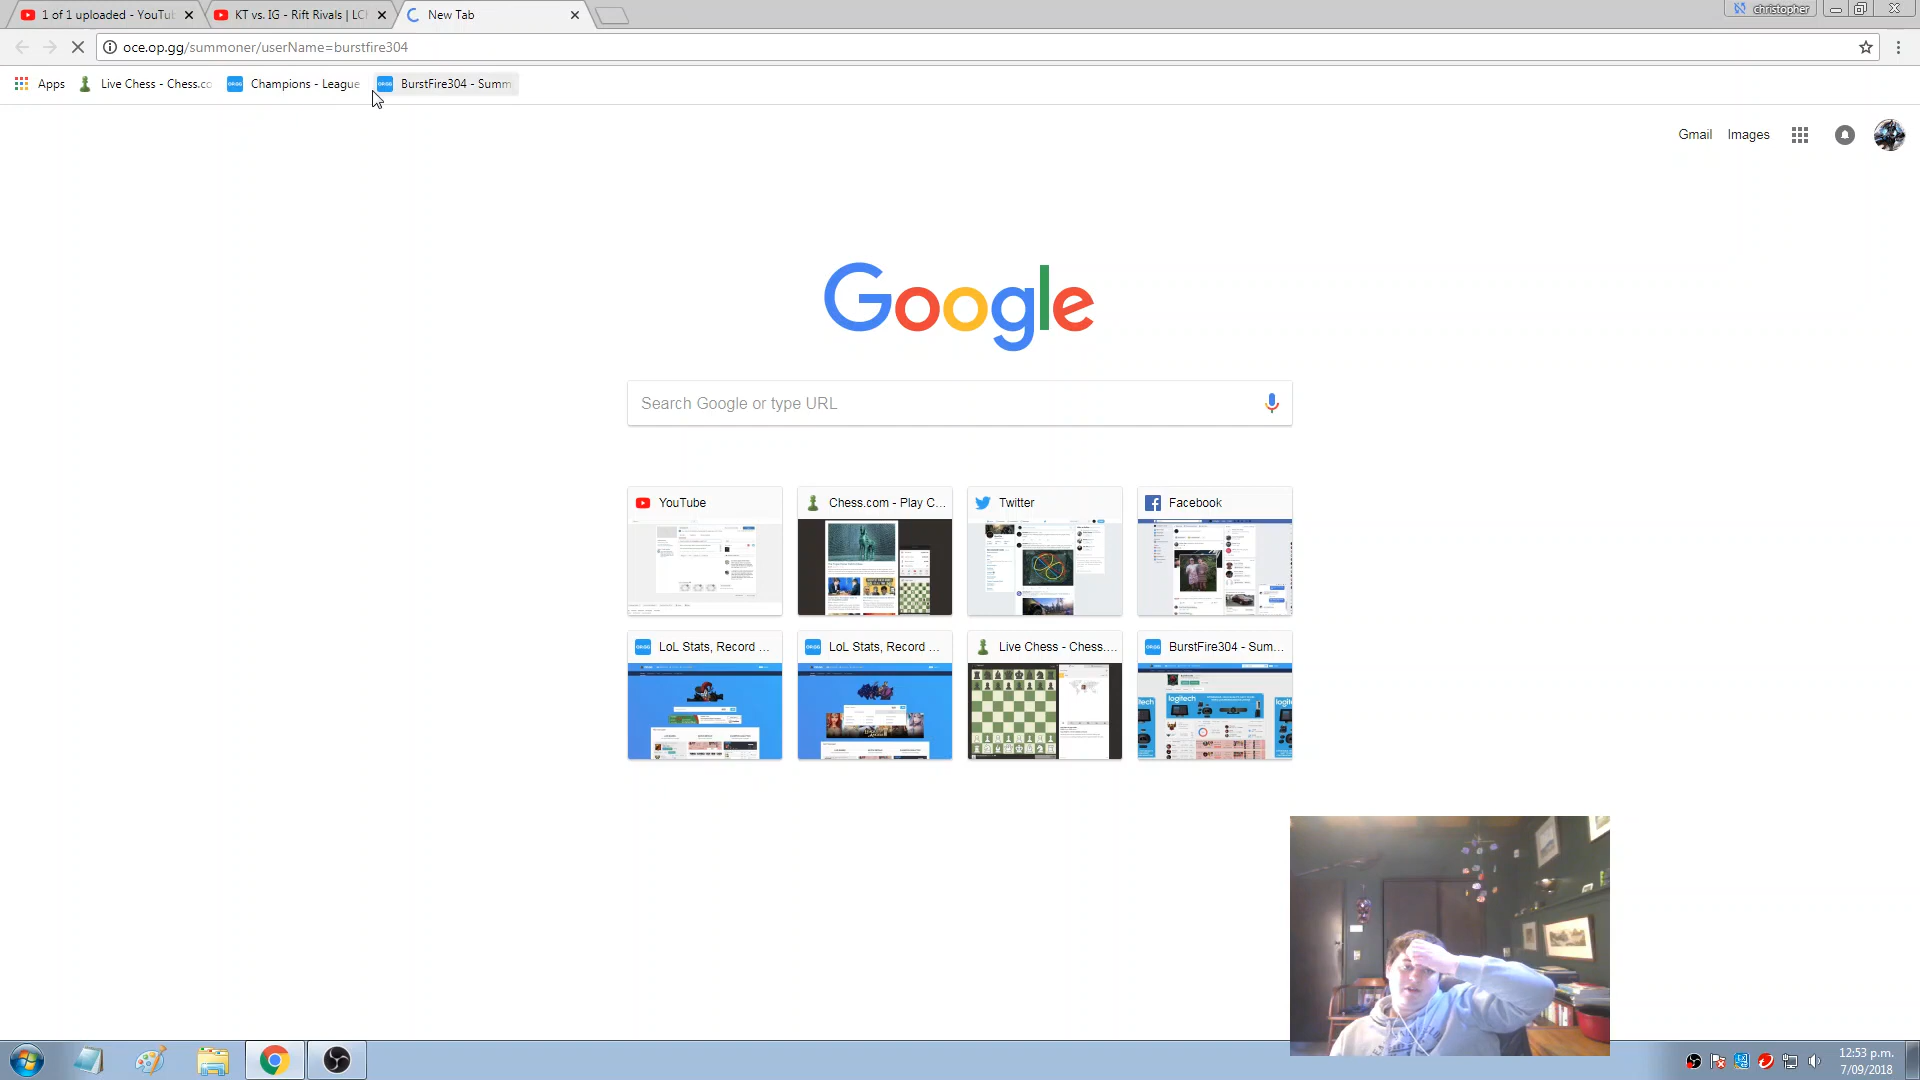 1 of 1 uploaded - YouTu
KT vs. IG - Rift Rivals | LC
New Tab
christopher
oce.op.gg/summoner/userName=burstfire304
Apps
Live Chess - Chess.co
Champions - League
BurstFire304 - Summ
Gmail
Images
Google
Search Google or type URL
YouTube
Chess.com - Play C...
Twitter
Facebook
LoL Stats, Record ...
LoL Stats, Record ...
Live Chess - Chess....
BurstFire304 - Sum...
logitech
12:53 p.m.
7/09/2018